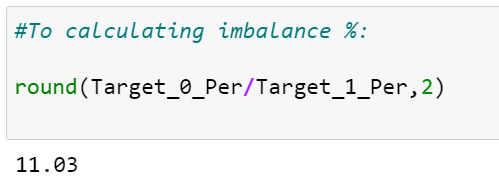 #To calculating imbalance %:
round(Target_0_Per/Target_1_Per,2)
11.03